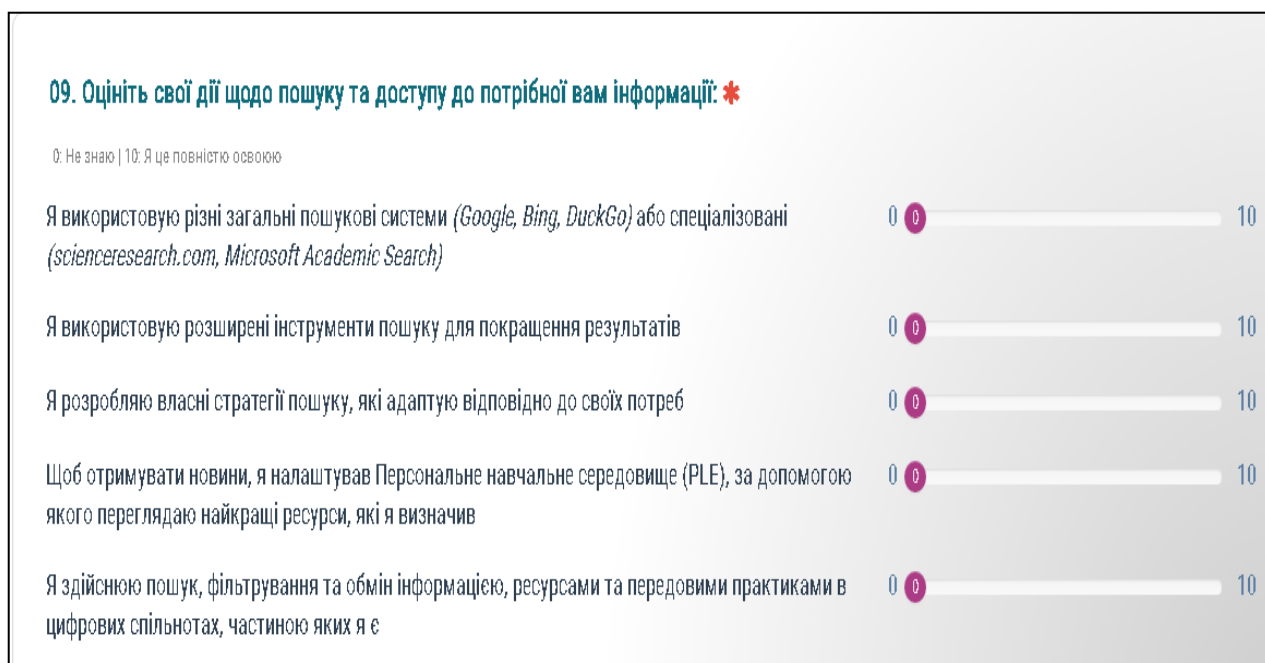 09. Оцініть свої дії щодо пошуку та доступу до потрібної вам інформації: *
0: Не знаю | 10: Я це повністю освоюю
Я використовую різні загальні пошукові системи (Google, Bing, DuckGo) або спеціалізовані
(scienceresearch.com, Microsoft Academic Search)
0 0 10
Я використовую розширені інструменти пошуку для покращення результатів
0 0 10
Я розробляю власні стратегії пошуку, які адаптую відповідно до своїх потреб
0 0 10
Щоб отримувати новини, я налаштував Персональне навчальне середовище (PLE), за допомогою
якого переглядаю найкращі ресурси, які я визначив
0 0 10
Я здійснюю пошук, фільтрування та обмін інформацією, ресурсами та передовими практиками в
цифрових спільнотах, частиною яких я є
0 0 10